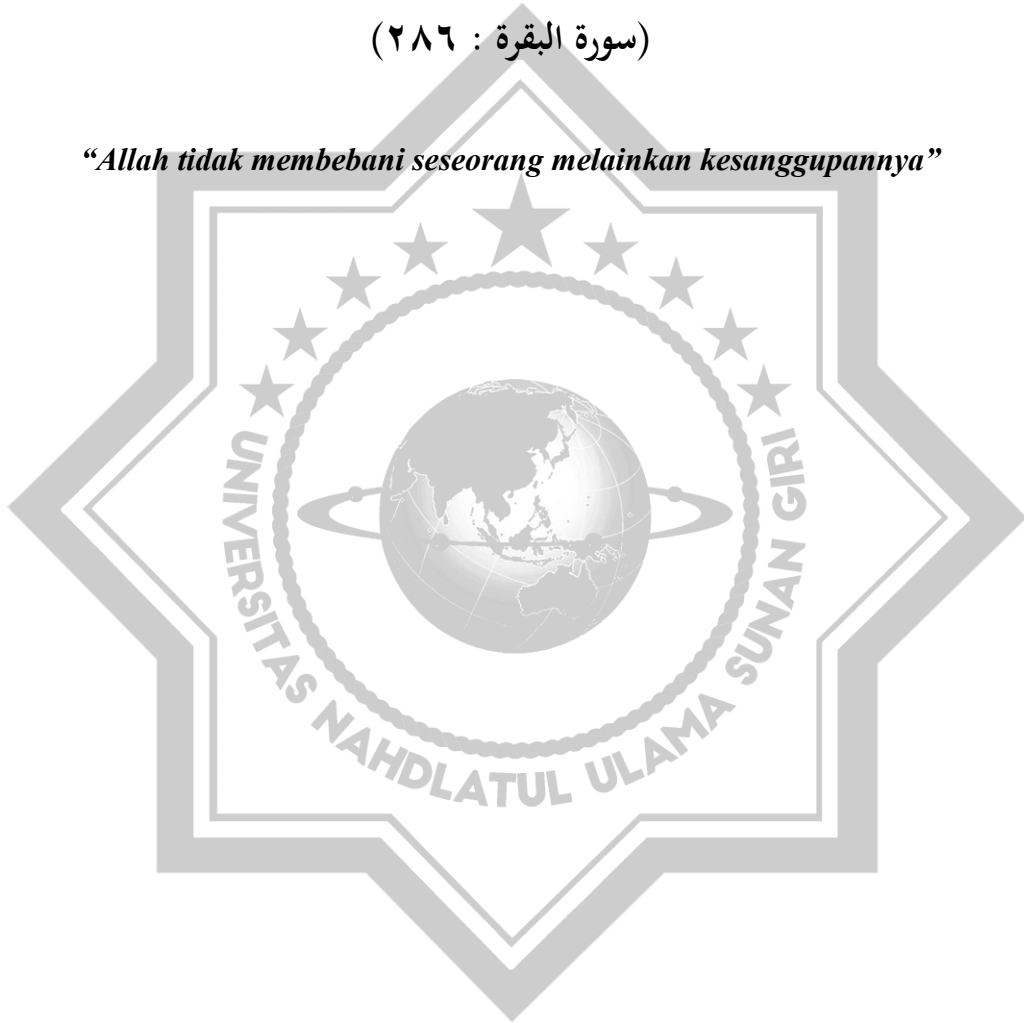 (سورة البقرة : ٢٨٦)
“Allah tidak membebani seseorang melainkan kesanggupannya”
UNIVERSITAS NAHDLATUL ULAMA SUNAN GIRI